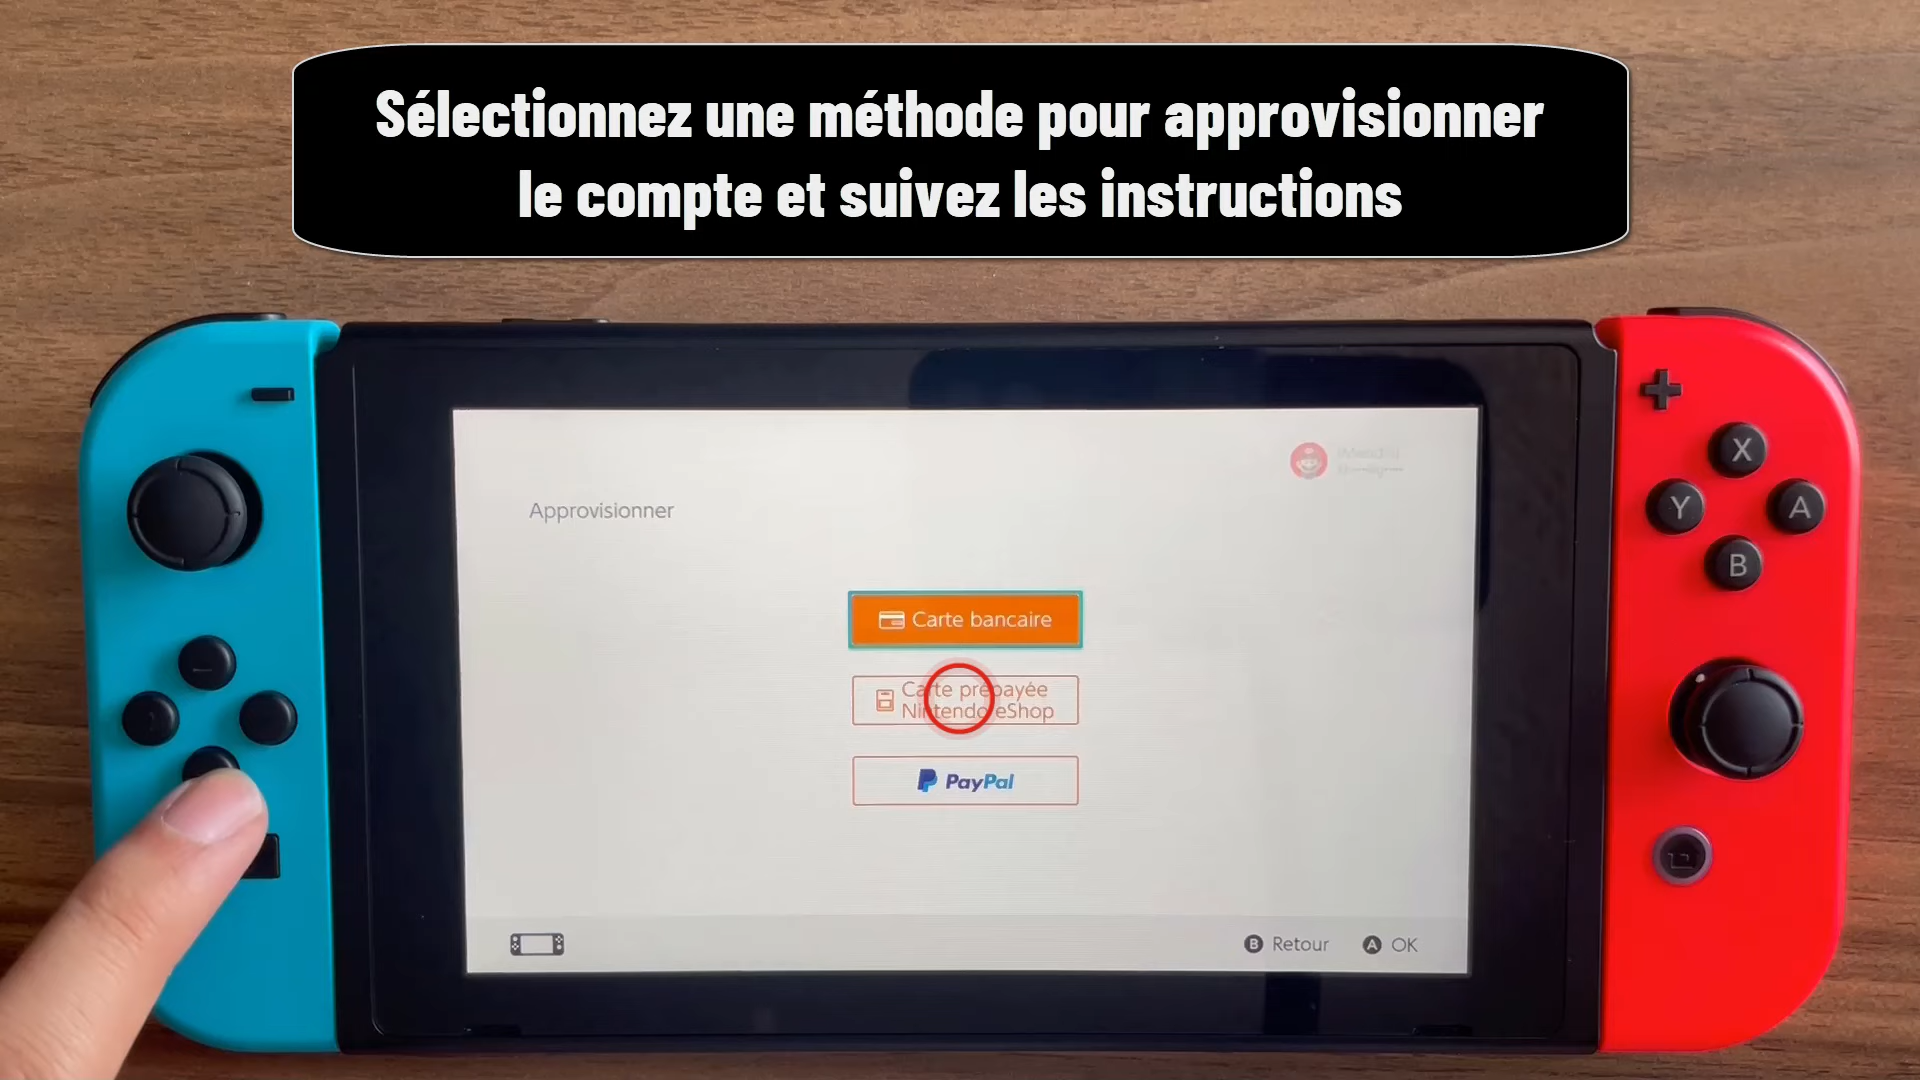 Sélectionnez une méthode pour approvisionner
le compte et suivez les instructions
Approvisionner
Carte bancaire
Carte prépayée
Nintendo eShop
PayPal
B Retour A OK
X
Y A
B